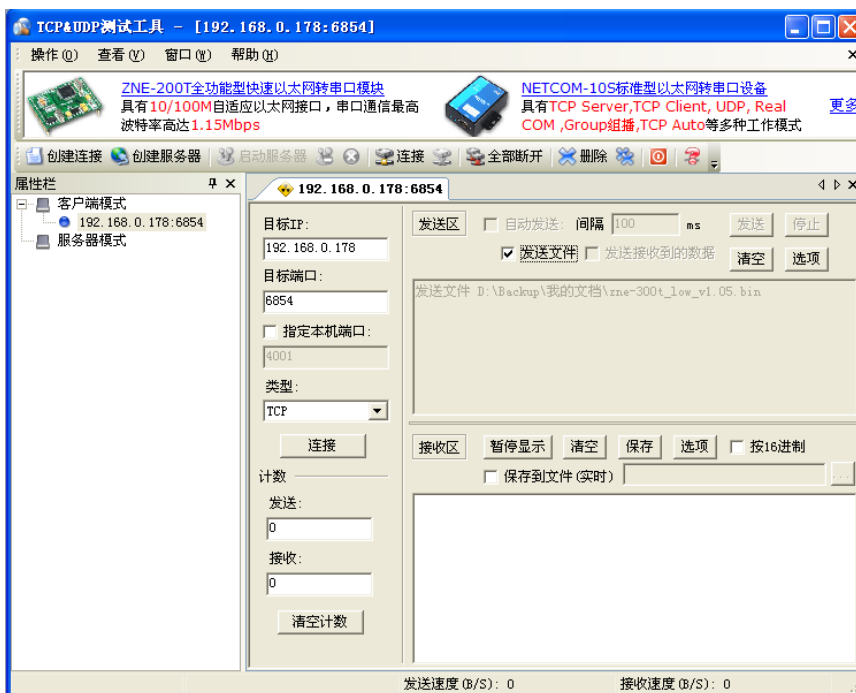 TCP&UDP测试工具 - [192.168.0.178:6854]
操作(O) 查看(V) 窗口(W) 帮助(H)
ZNE-200T全功能型快速以太网转串口模块
具有10/100M自适应以太网接口，串口通信最高
波特率高达1.15Mbps
NETCOM-10S标准型以太网转串口设备
具有TCP Server,TCP Client, UDP, Real
COM ,Group组播,TCP Auto等多种工作模式
更多
创建连接 创建服务器 启动服务器 连接 全部断开 删除
属性栏
客户端模式
192.168.0.178:6854
服务器模式
192.168.0.178:6854
目标IP:
192.168.0.178
目标端口:
6854
指定本机端口:
4001
类型:
TCP
连接
计数
发送:
0
接收:
0
清空计数
发送区 自动发送: 间隔 100 ms 发送 停止
发送文件 发送接收到的数据 清空 选项
发送文件 D:\Backup\我的文档\zne-300t_low_v1.05.bin
接收区 暂停显示 清空 保存 选项 按16进制
保存到文件(实时) ...
发送速度(B/S): 0 接收速度(B/S): 0